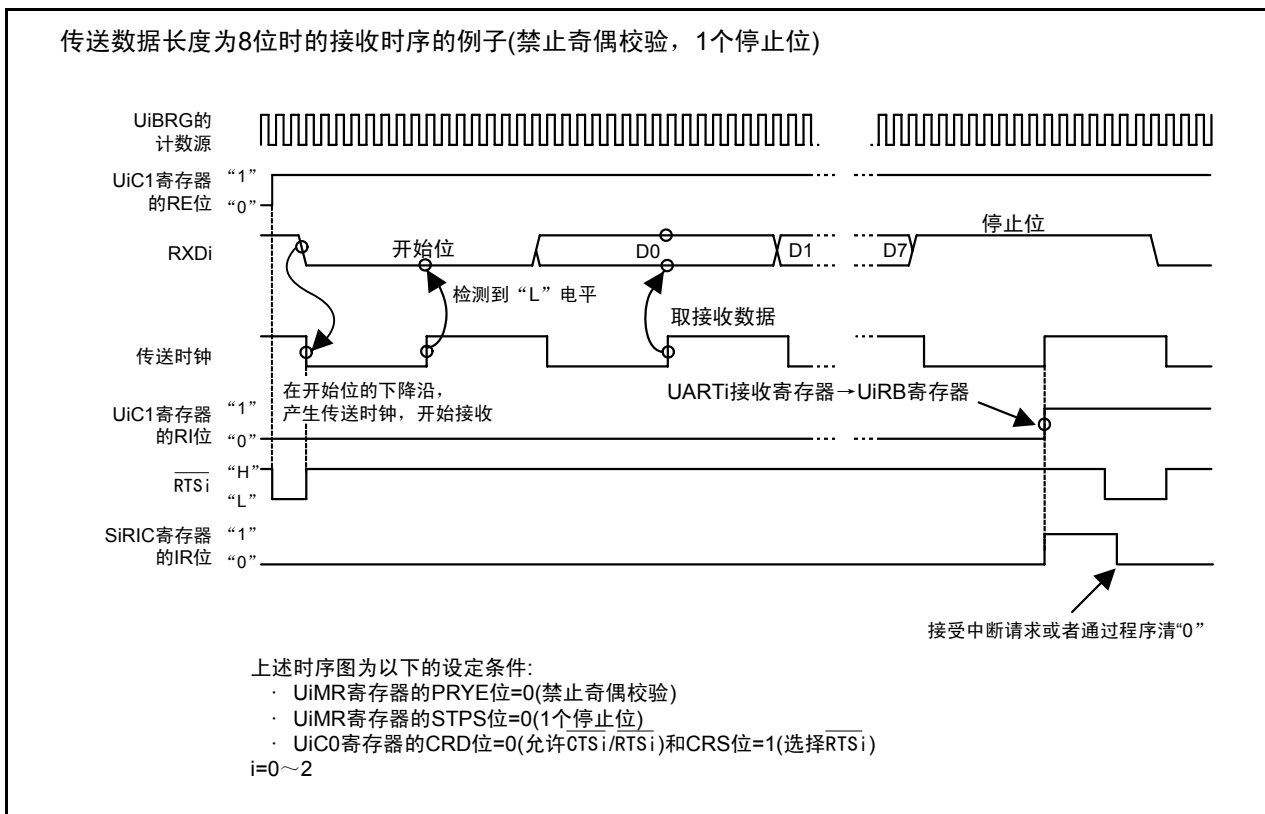 传送数据长度为8位时的接收时序的例子(禁止奇偶校验，1个停止位)
UiBRG的
计数源
UiC1寄存器
的RE位
“1”
“0”
RXDi
开始位
D0
D1
D7
停止位
检测到“L”电平
取接收数据
传送时钟
在开始位的下降沿，
产生传送时钟，开始接收
UARTi接收寄存器→UiRB寄存器
UiC1寄存器
的RI位
“1”
“0”
RTSi
“H”
“L”
SiRIC寄存器
的IR位
“1”
“0”
接受中断请求或者通过程序清“0”
上述时序图为以下的设定条件:
· UiMR寄存器的PRYE位=0(禁止奇偶校验)
· UiMR寄存器的STPS位=0(1个停止位)
· UiC0寄存器的CRD位=0(允许CTSi/RTSi)和CRS位=1(选择RTSi)
i=0～2